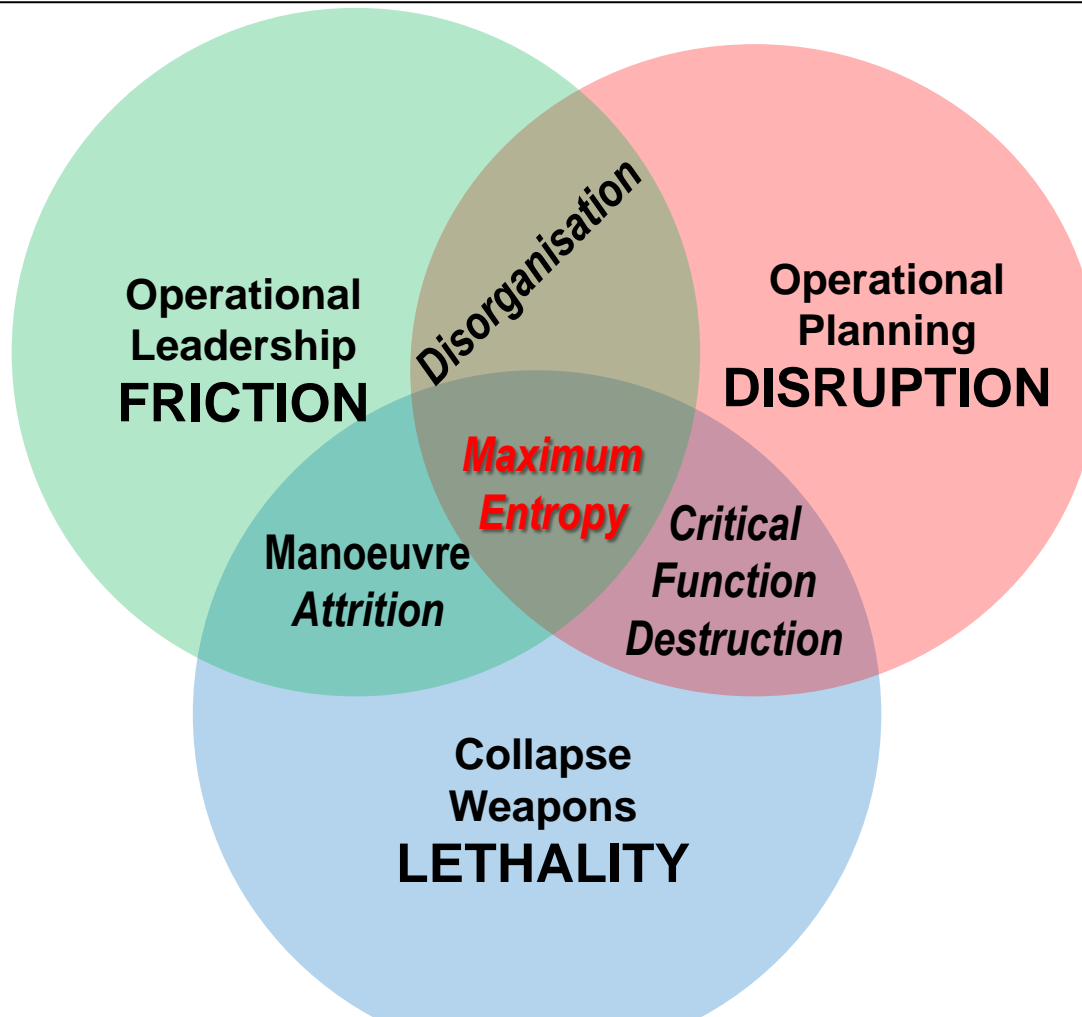 Disorganisation
Operational
Leadership
FRICTION
Operational
Planning
DISRUPTION
Maximum
Entropy
Manoeuvre
Attrition
Critical
Function
Destruction
Collapse
Weapons
LETHALITY